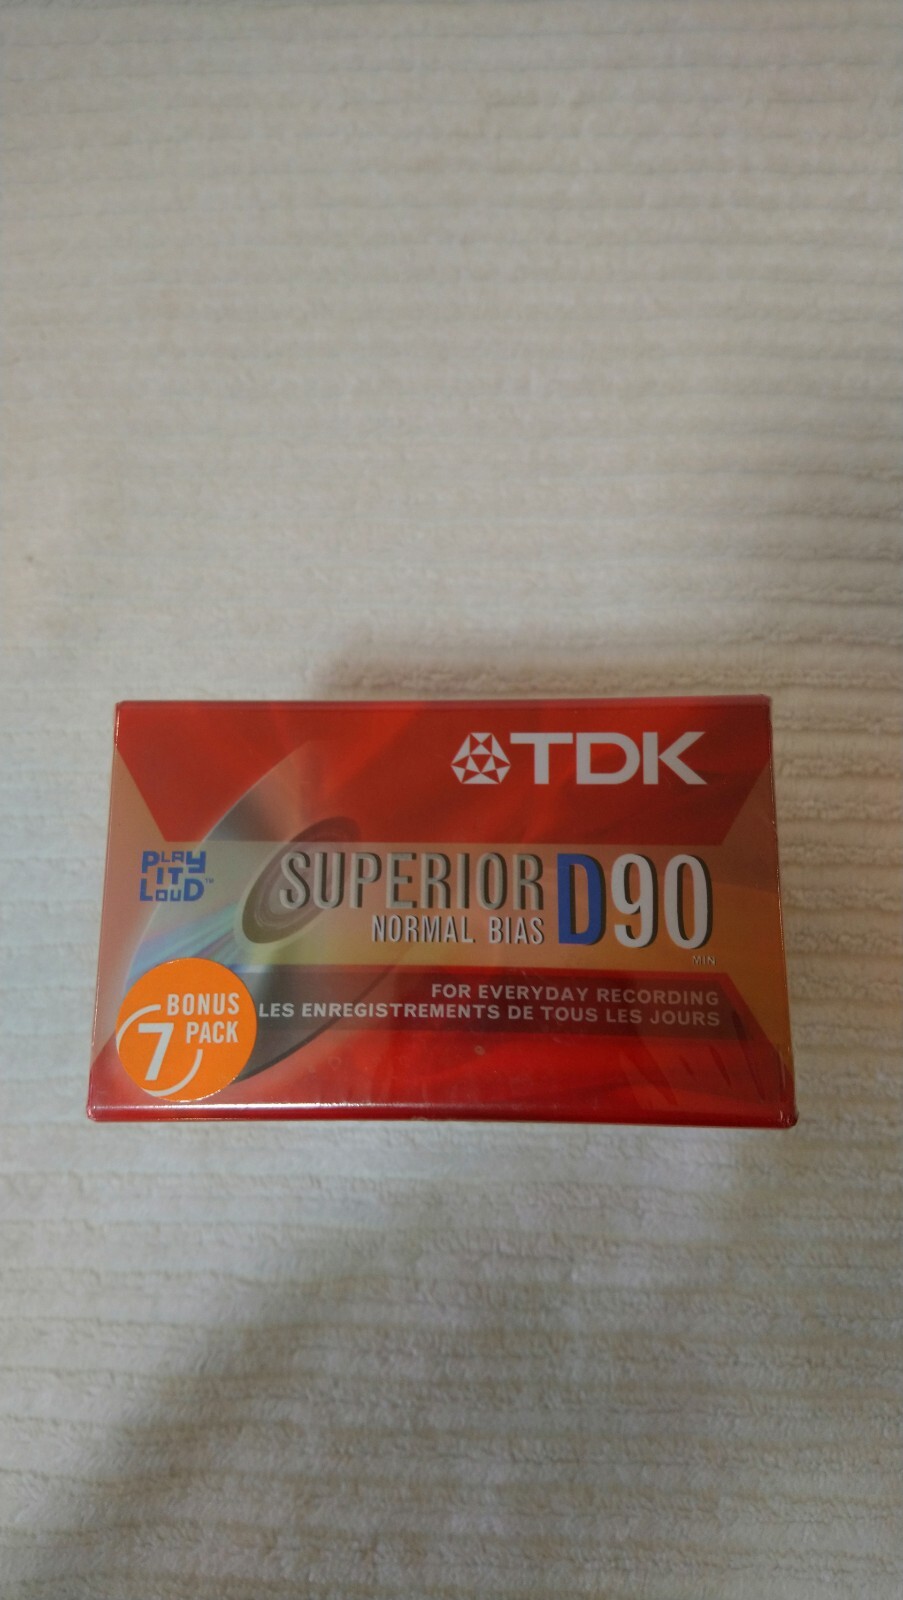 TDK
PLAY
IT
LOUD™
SUPERIOR D90
NORMAL BIAS
MIN
FOR EVERYDAY RECORDING
LES ENREGISTREMENTS DE TOUS LES JOURS
BONUS
7 PACK